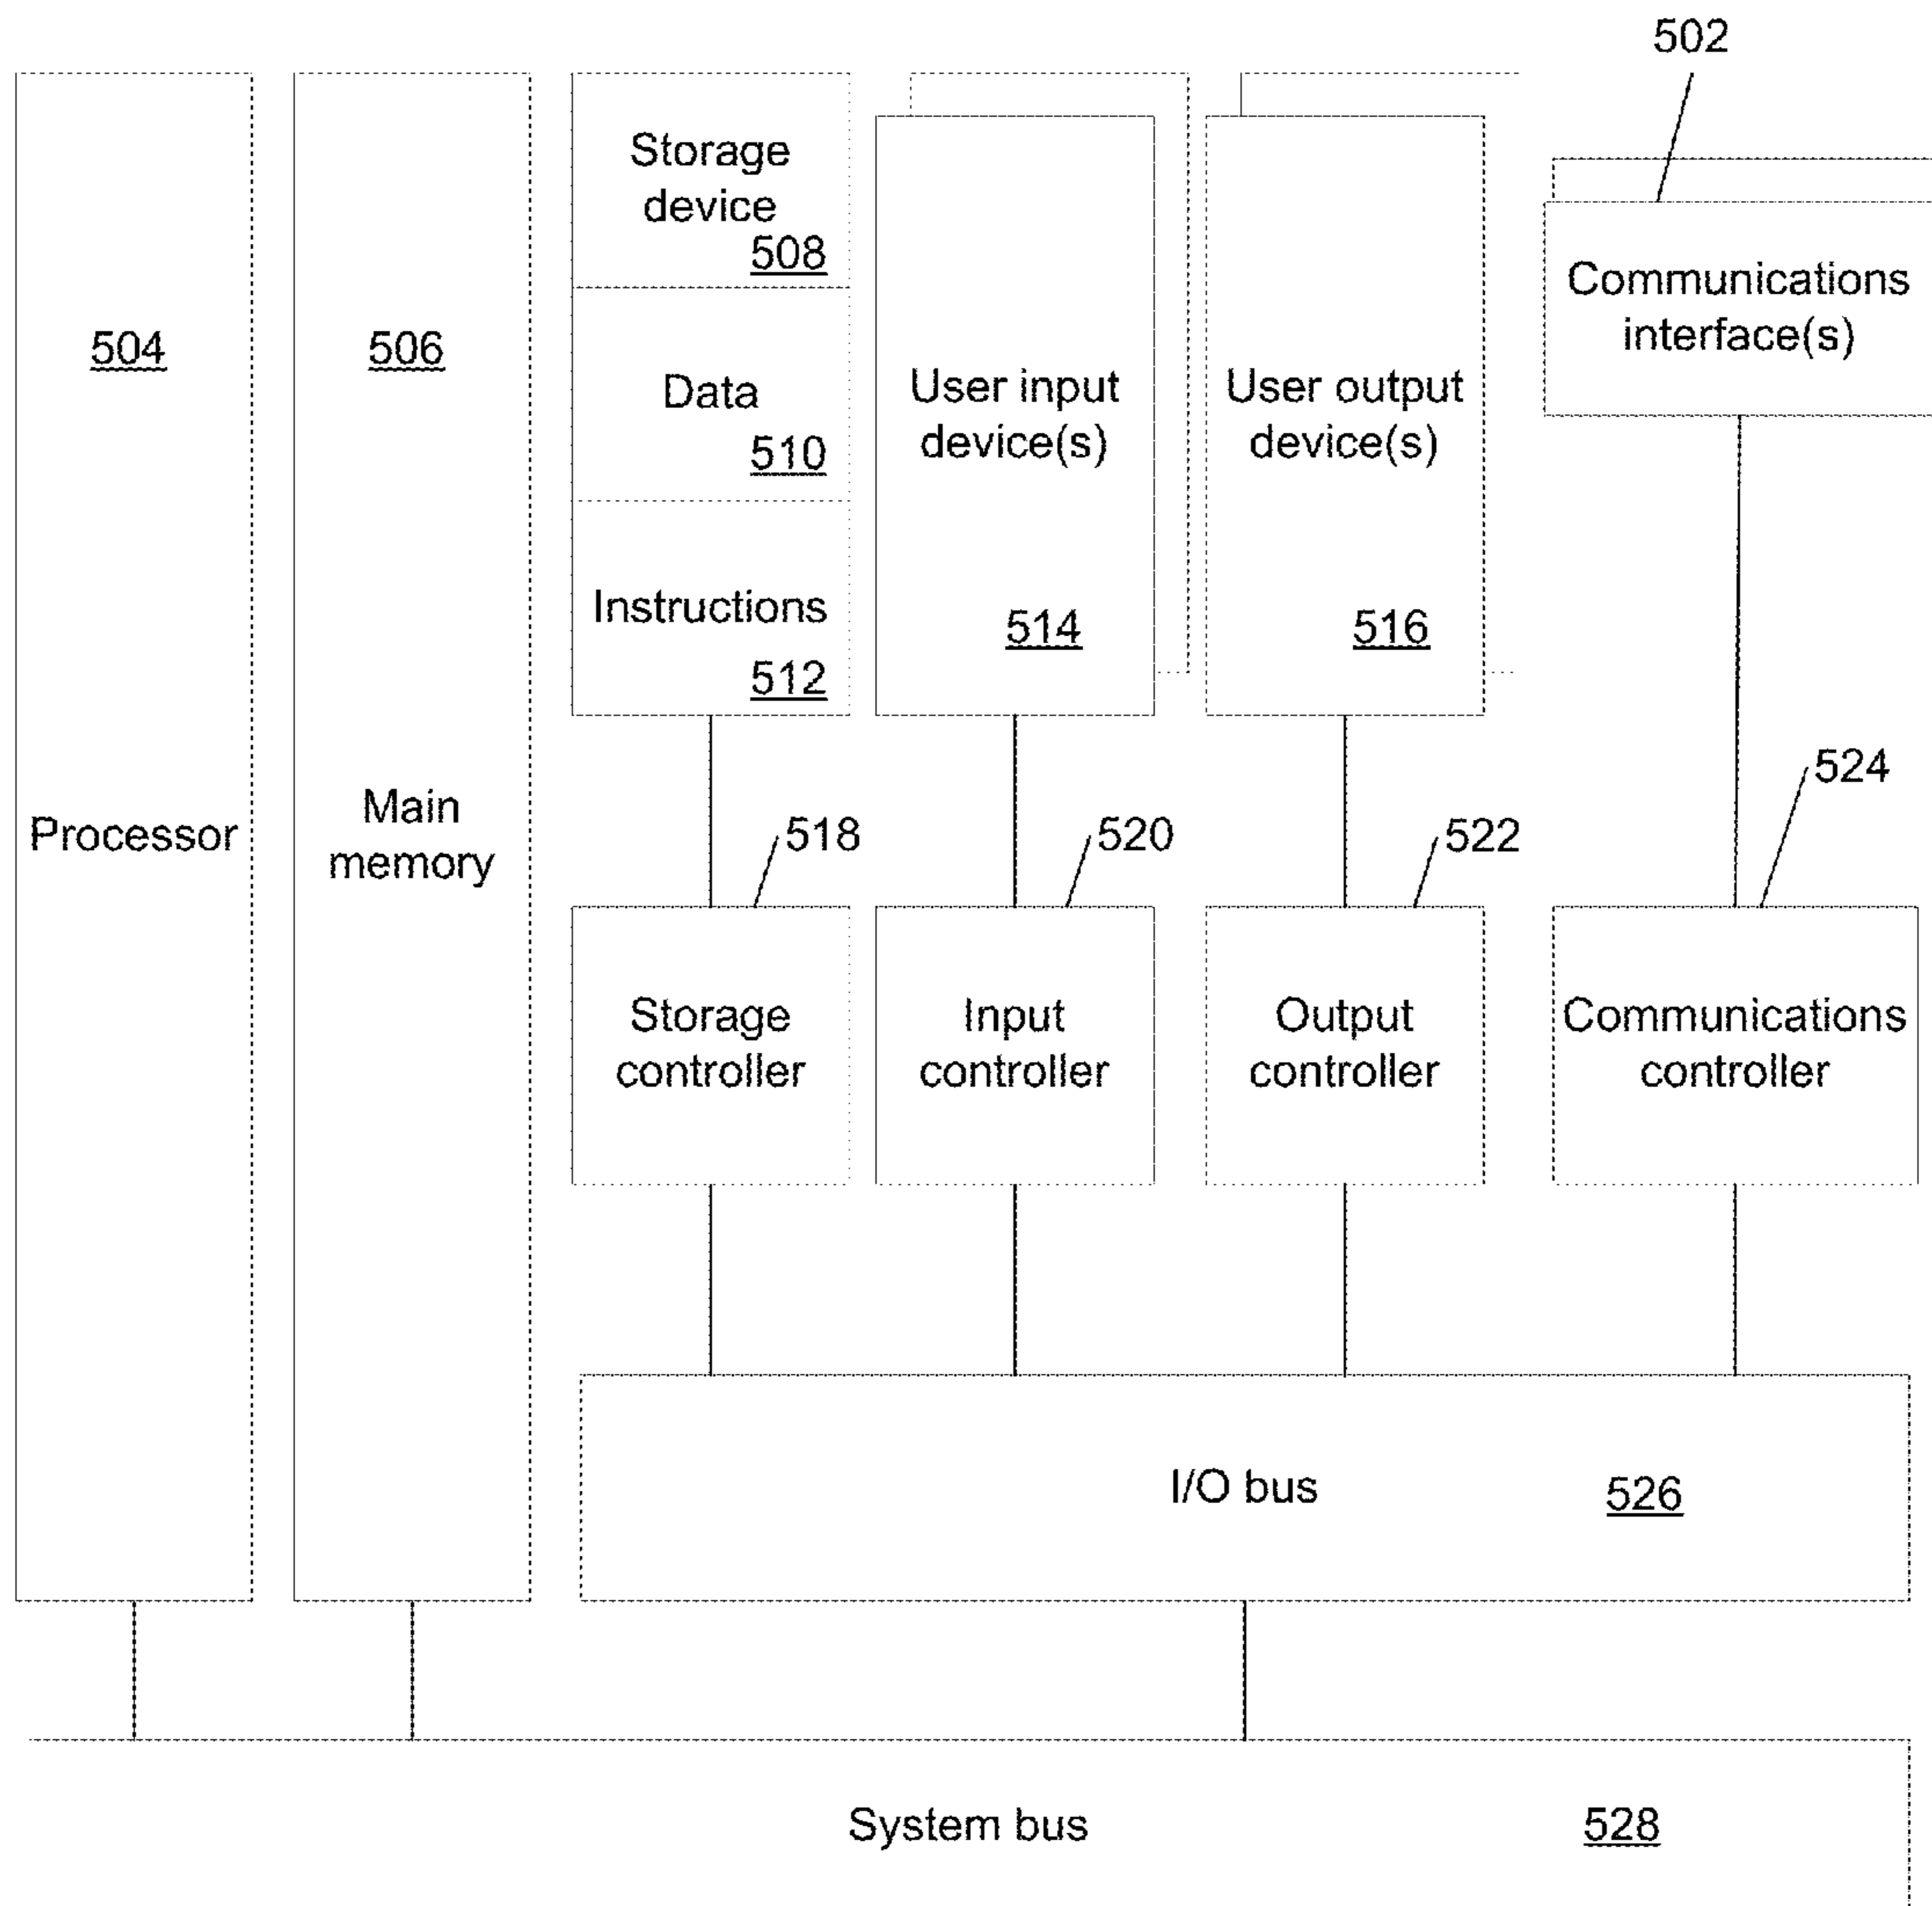 502
Storage
device
508
Communications
interface(s)
504
506
Data
510
User input
device(s)
User output
device(s)
Instructions
512
514
516
524
518
520
522
Processor
Main
memory
Storage
controller
Input
controller
Output
controller
Communications
controller
I/O bus
526
System bus
528